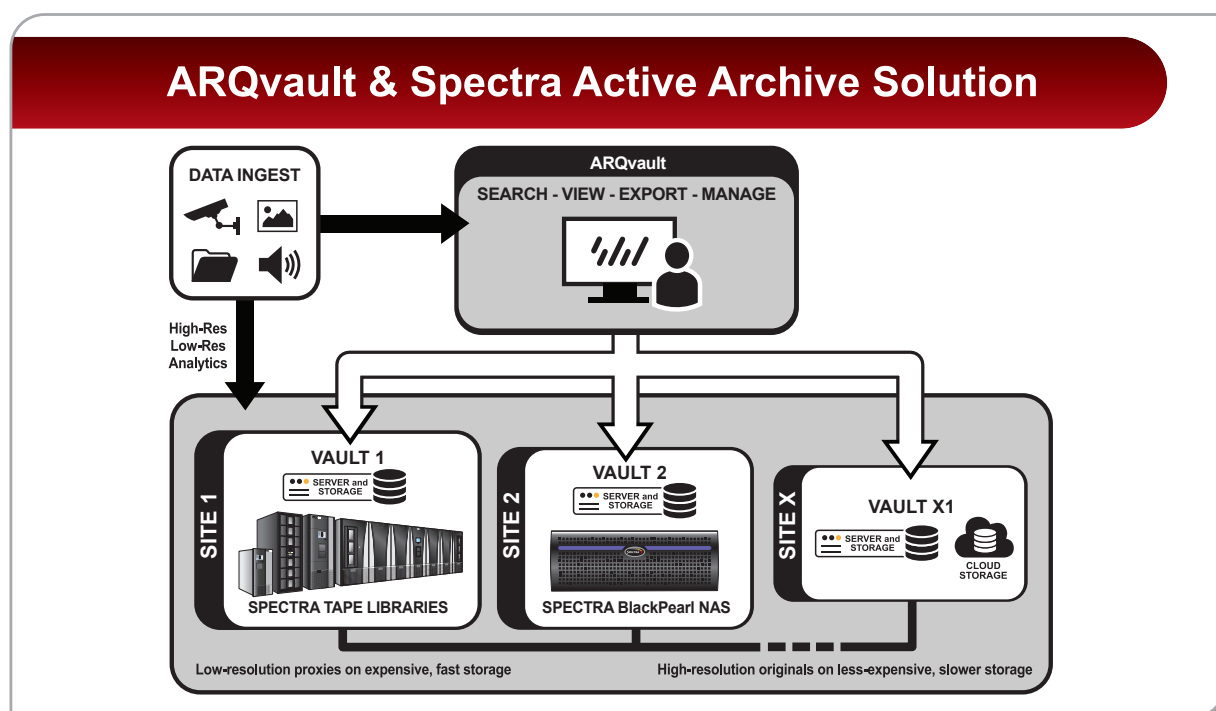 ARQvault & Spectra Active Archive Solution
DATA INGEST
ARQvault
SEARCH - VIEW - EXPORT - MANAGE
High-Res
Low-Res
Analytics
SITE 1
VAULT 1
SERVER and
STORAGE
SPECTRA TAPE LIBRARIES
SITE 2
VAULT 2
SERVER and
STORAGE
SPECTRA BlackPearl NAS
SITE X
VAULT X1
SERVER and
STORAGE
CLOUD
STORAGE
Low-resolution proxies on expensive, fast storage
High-resolution originals on less-expensive, slower storage